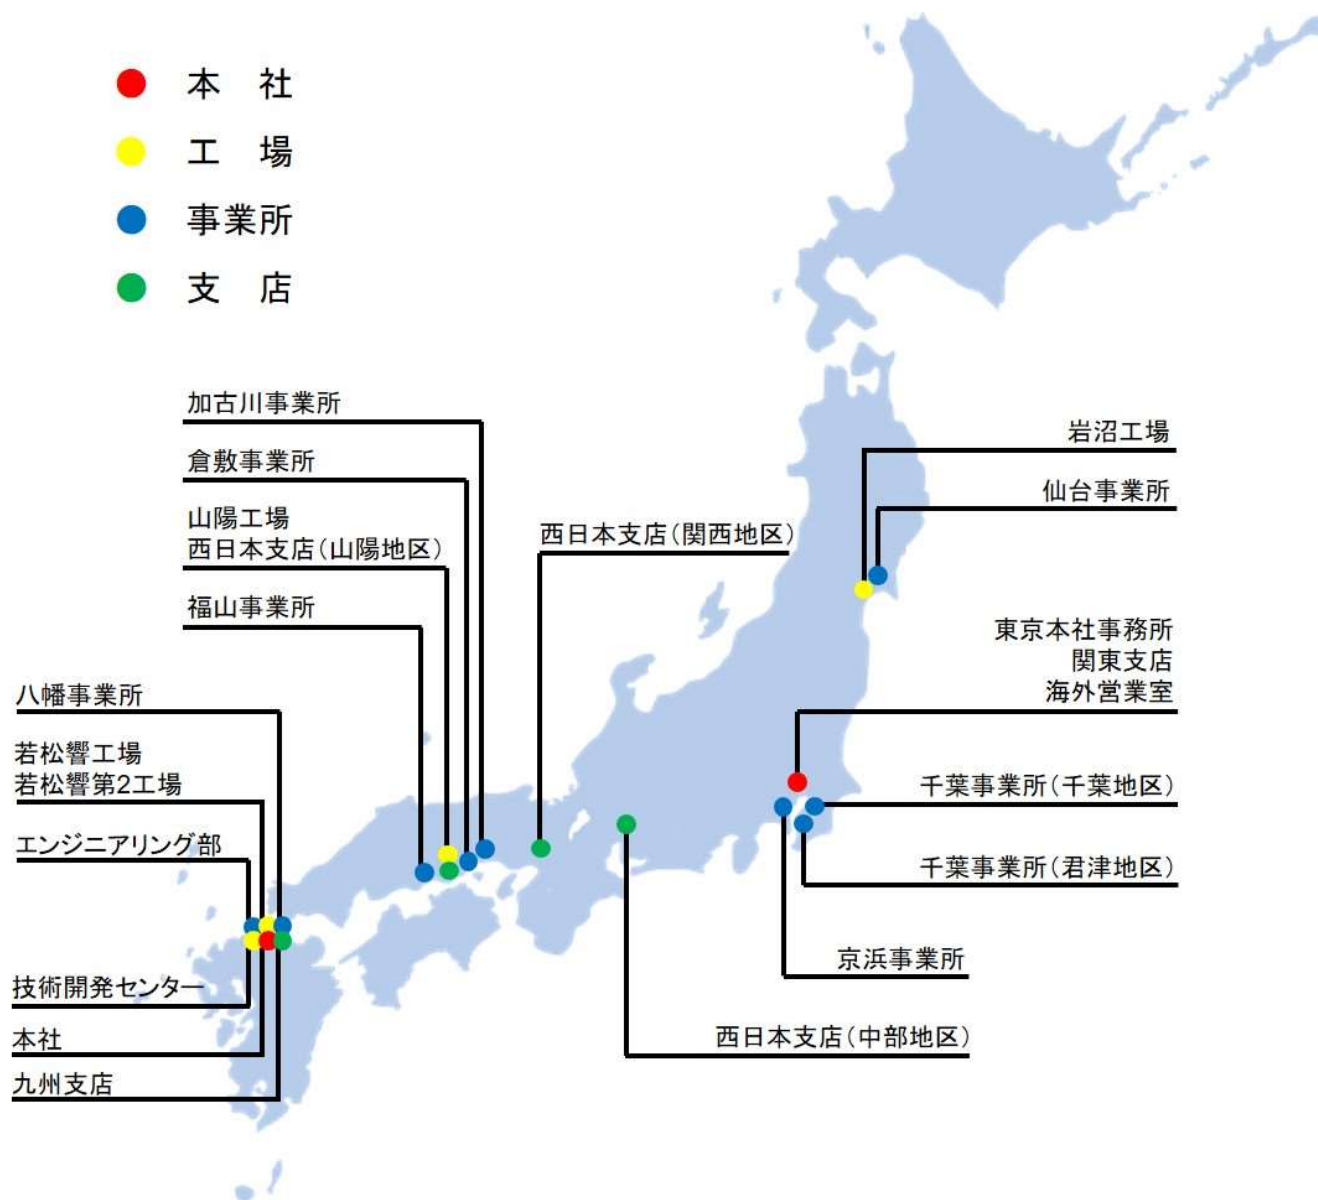 本　社
工　場
事業所
支　店
加古川事業所
倉敷事業所
山陽工場
西日本支店（山陽地区）
福山事業所
西日本支店（関西地区）
岩沼工場
仙台事業所
東京本社事務所
関東支店
海外営業室
八幡事業所
若松響工場
若松響第2工場
エンジニアリング部
千葉事業所（千葉地区）
千葉事業所（君津地区）
京浜事業所
西日本支店（中部地区）
技術開発センター
本社
九州支店